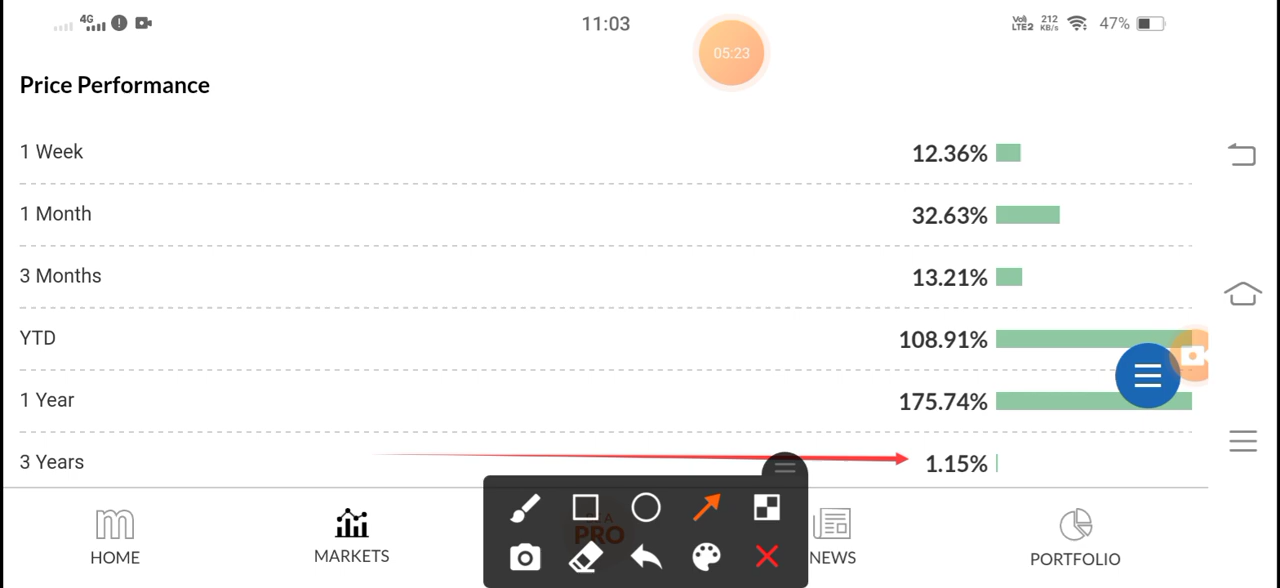 4G 11:03 VoD LTE2 212 KB/s 47%
05:23
Price Performance
1 Week 12.36%
1 Month 32.63%
3 Months 13.21%
YTD 108.91%
1 Year 175.74%
3 Years 1.15%
m
HOME MARKETS PRO NEWS PORTFOLIO